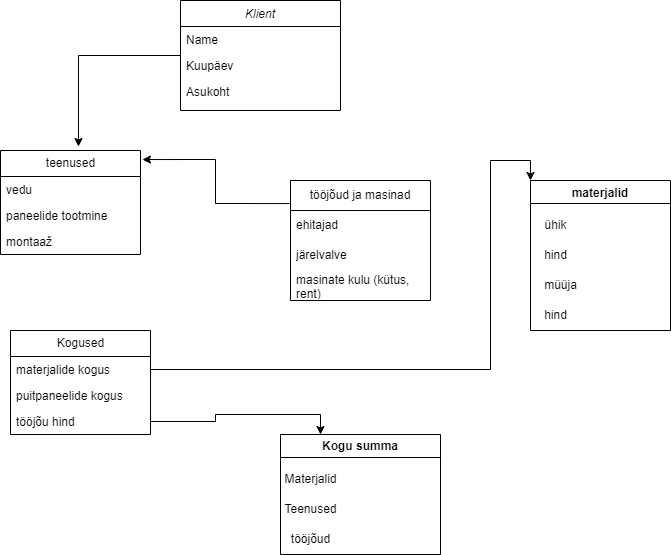 Klient
Name
Kuupäev
Asukoht
teenused
vedu
paneelide tootmine
montaaž
tööjõud ja masinad
ehitajad
järelvalve
masinate kulu (kütus,
rent)
materjalid
ühik
hind
müüja
hind
Kogused
materjalide kogus
puitpaneelide kogus
tööjõu hind
Kogu summa
Materjalid
Teenused
tööjõud